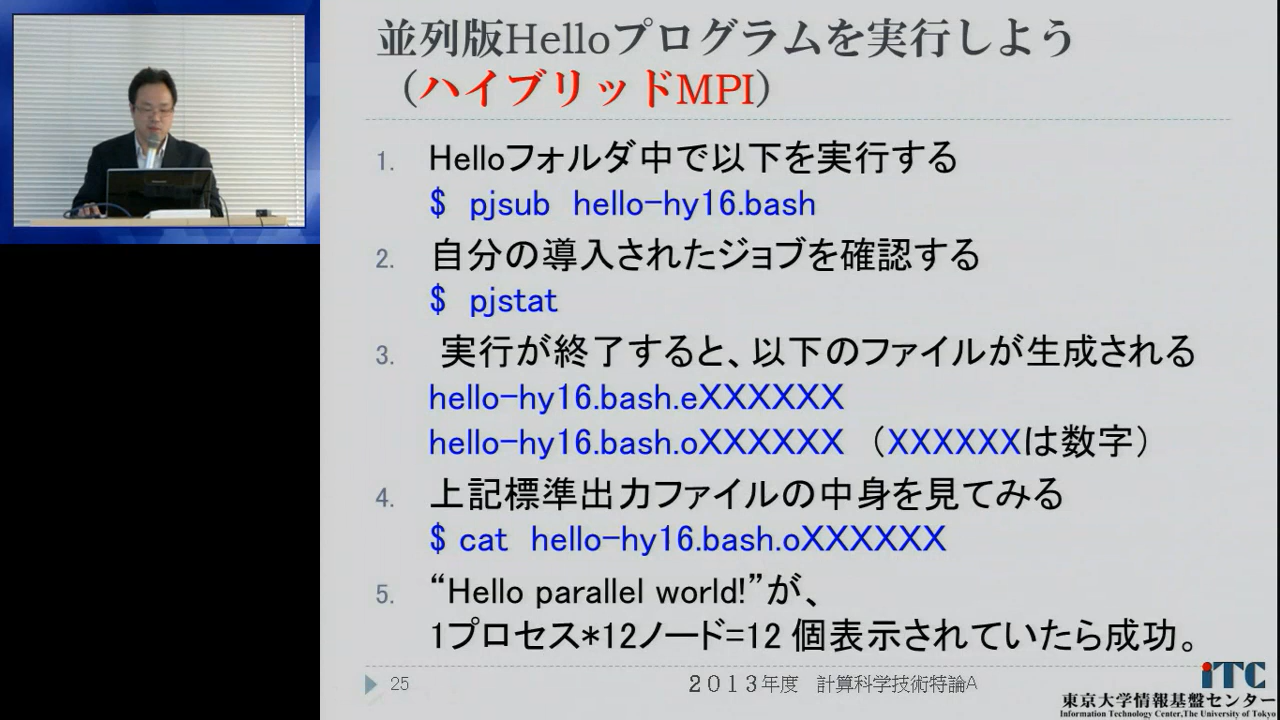 並列版Helloプログラムを実行しよう
（ハイブリッドMPI）
1. Helloフォルダ中で以下を実行する
$ pjsub hello-hy16.bash
2. 自分の導入されたジョブを確認する
$ pjstat
3. 実行が終了すると、以下のファイルが生成される
hello-hy16.bash.eXXXXXX
hello-hy16.bash.oXXXXXX （XXXXXXは数字）
4. 上記標準出力ファイルの中身を見てみる
$ cat hello-hy16.bash.oXXXXXX
5. “Hello parallel world!”が、
1プロセス*12ノード=12 個表示されていたら成功。
25
２０１３年度 計算科学技術特論A
iTC
東京大学情報基盤センター
Information Technology Center,The University of Tokyo